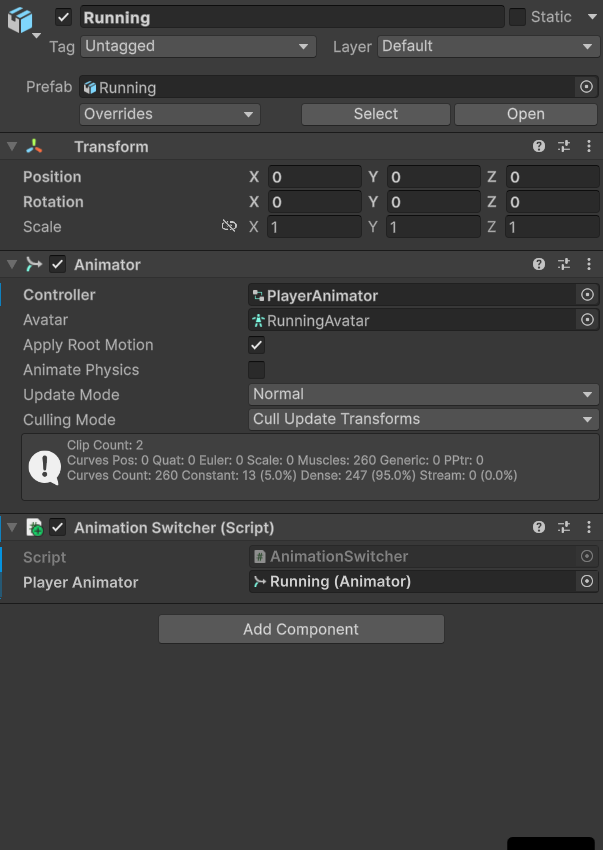 Running
Static
Tag Untagged Layer Default
Prefab Running
Overrides Select Open
Transform
Position X 0 Y 0 Z 0
Rotation X 0 Y 0 Z 0
Scale X 1 Y 1 Z 1
Animator
Controller PlayerAnimator
Avatar RunningAvatar
Apply Root Motion
Animate Physics
Update Mode Normal
Culling Mode Cull Update Transforms
Clip Count: 2
Curves Pos: 0 Quat: 0 Euler: 0 Scale: 0 Muscles: 260 Generic: 0 PPtr: 0
Curves Count: 260 Constant: 13 (5.0%) Dense: 247 (95.0%) Stream: 0 (0.0%)
Animation Switcher (Script)
Script AnimationSwitcher
Player Animator Running (Animator)
Add Component